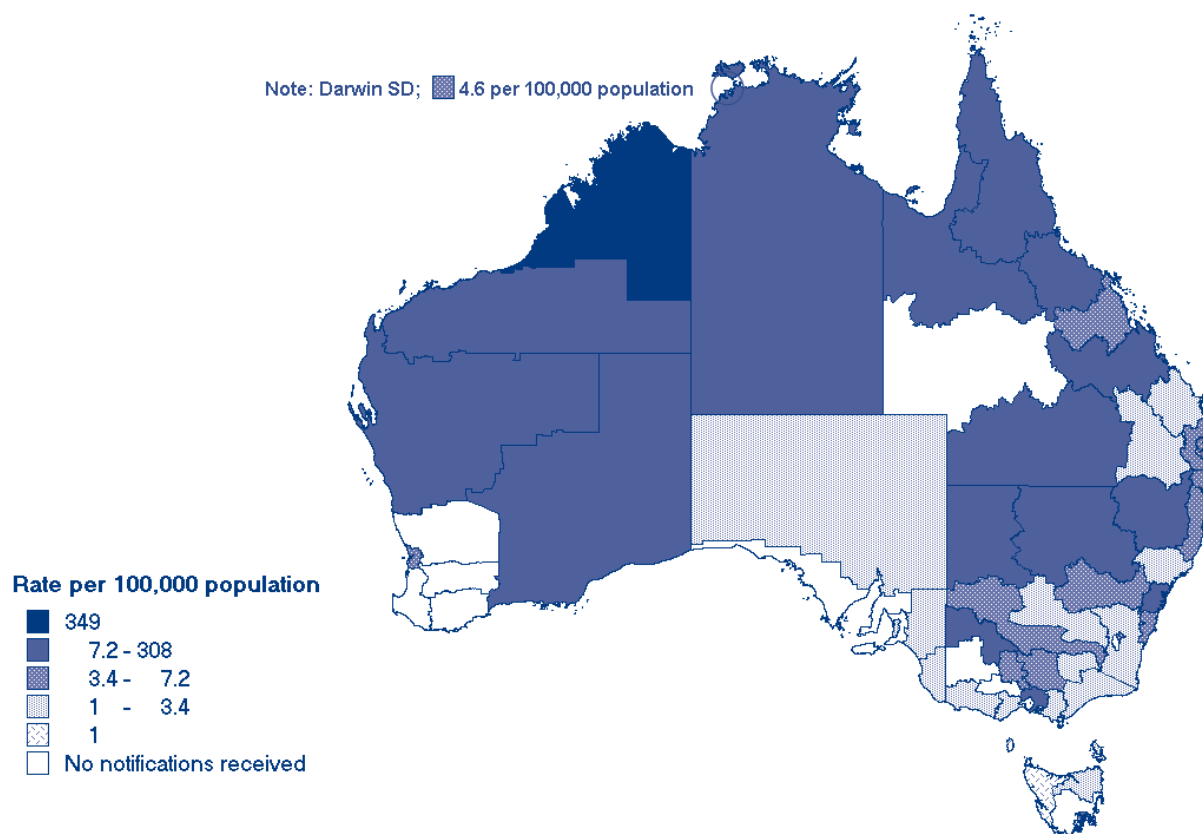 Note: Darwin SD; 4.6 per 100,000 population
Rate per 100,000 population
349
7.2 - 308
3.4 - 7.2
1 - 3.4
1
No notifications received